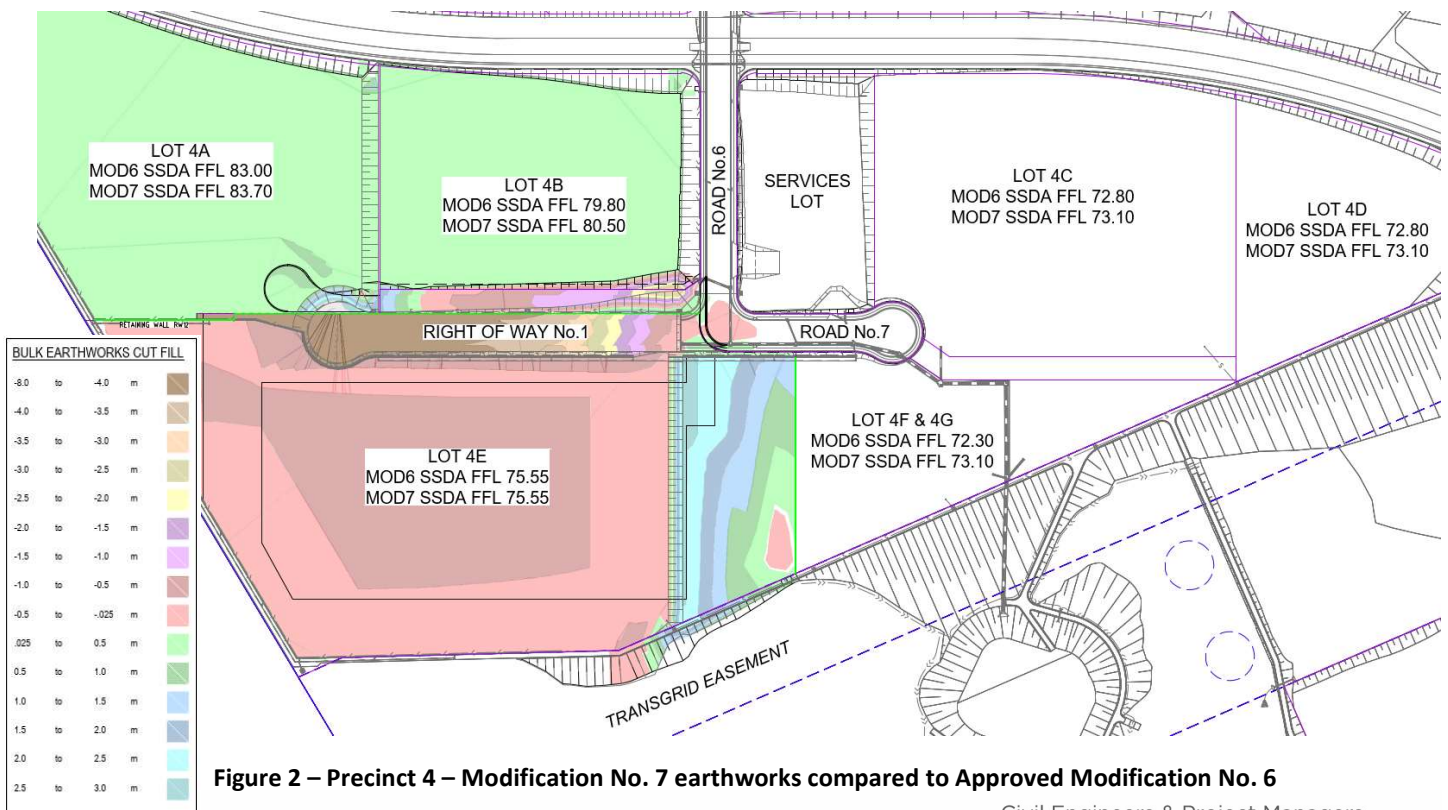 LOT 4A
MOD6 SSDA FFL 83.00
MOD7 SSDA FFL 83.70
LOT 4B
MOD6 SSDA FFL 79.80
MOD7 SSDA FFL 80.50
ROAD No.6
SERVICES
LOT
LOT 4C
MOD6 SSDA FFL 72.80
MOD7 SSDA FFL 73.10
LOT 4D
MOD6 SSDA FFL 72.80
MOD7 SSDA FFL 73.10
RETAINING WALL RW12
RIGHT OF WAY No.1
ROAD No.7
LOT 4E
MOD6 SSDA FFL 75.55
MOD7 SSDA FFL 75.55
LOT 4F & 4G
MOD6 SSDA FFL 72.30
MOD7 SSDA FFL 73.10
TRANSGRID EASEMENT
BULK EARTHWORKS CUT FILL
-8.0 to -4.0 m
-4.0 to -3.5 m
-3.5 to -3.0 m
-3.0 to -2.5 m
-2.5 to -2.0 m
-2.0 to -1.5 m
-1.5 to -1.0 m
-1.0 to -0.5 m
-0.5 to -.025 m
.025 to 0.5 m
0.5 to 1.0 m
1.0 to 1.5 m
1.5 to 2.0 m
2.0 to 2.5 m
2.5 to 3.0 m
Figure 2 – Precinct 4 – Modification No. 7 earthworks compared to Approved Modification No. 6
Civil Engineers & Project Managers